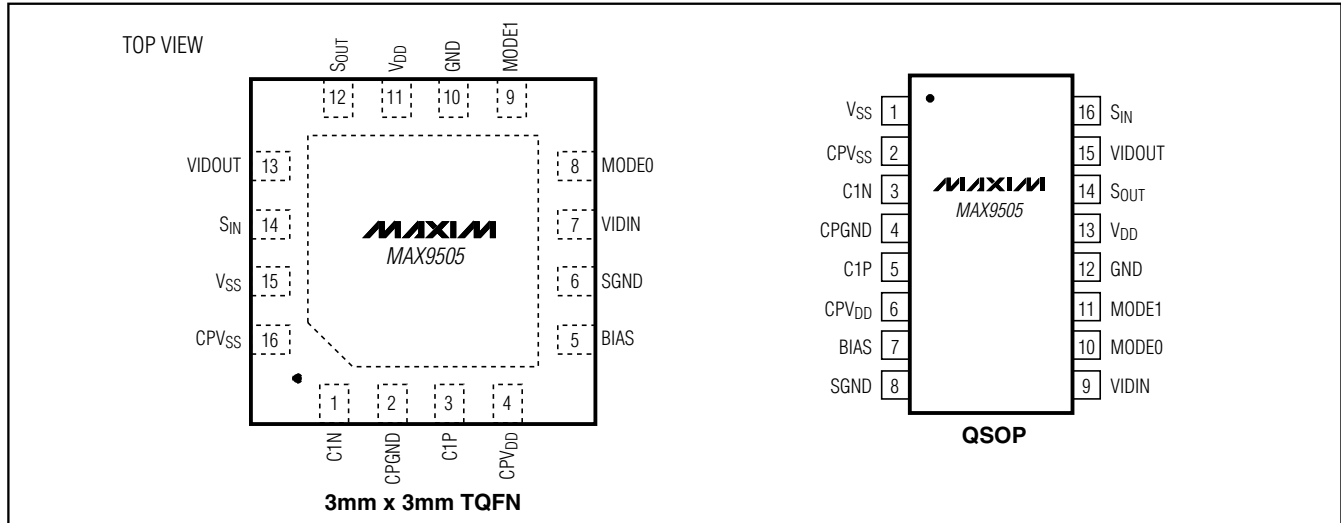 TOP VIEW
SOUT
VDD
GND
MODE1
12
11
10
9
VIDOUT 13
8 MODE0
SIN 14
7 VIDIN
MAXIM
MAX9505
VSS 15
6 SGND
CPVSS 16
5 BIAS
1
2
3
4
C1N
CPGND
C1P
CPVDD
3mm x 3mm TQFN
VSS 1
16 SIN
CPVSS 2
15 VIDOUT
C1N 3
MAXIM
MAX9505
14 SOUT
CPGND 4
13 VDD
C1P 5
12 GND
CPVDD 6
11 MODE1
BIAS 7
10 MODE0
SGND 8
9 VIDIN
QSOP